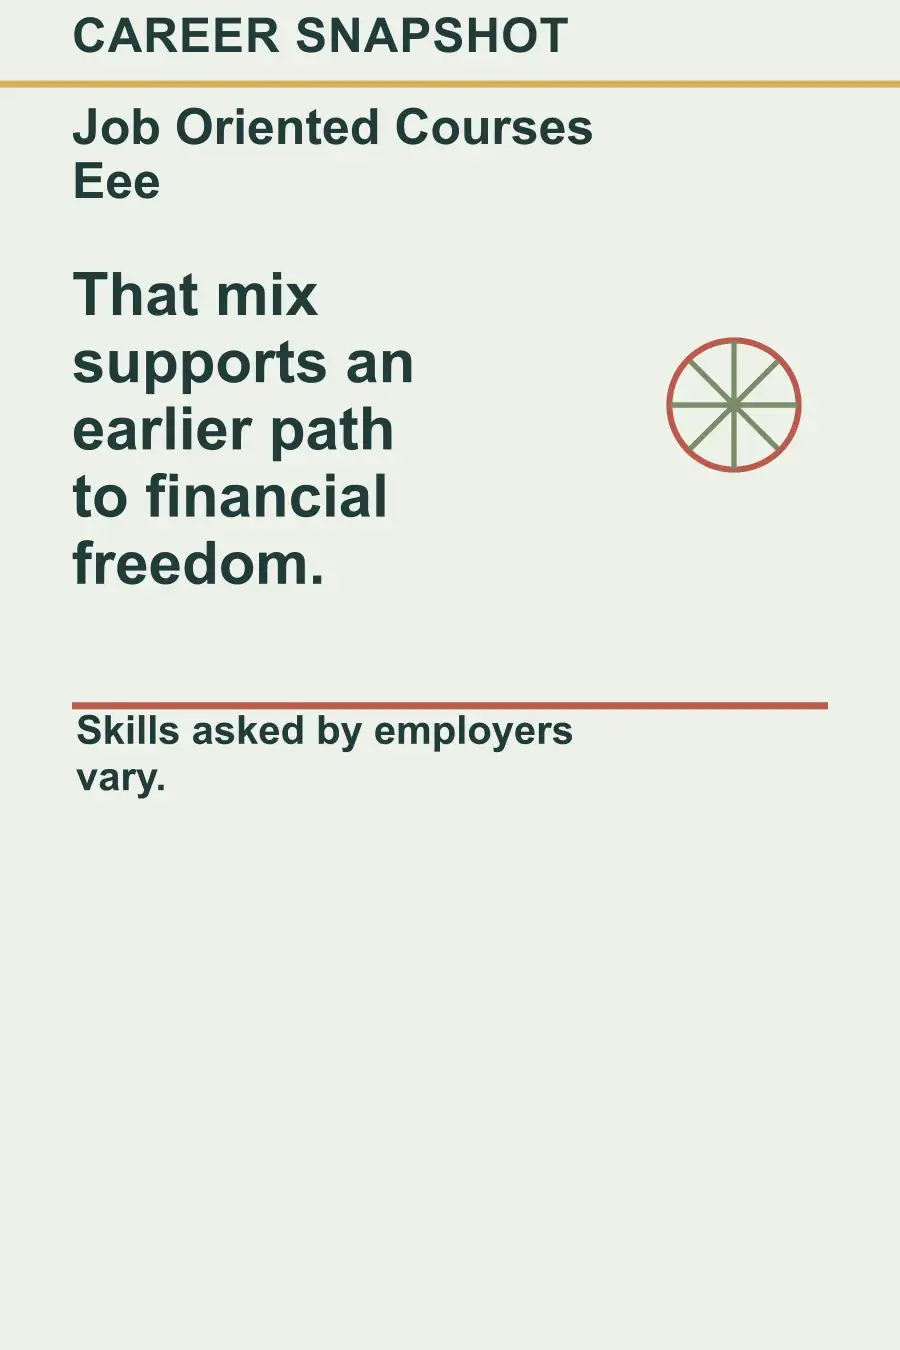 CAREER SNAPSHOT
Job Oriented Courses
Eee
That mix
supports an
earlier path
to financial
freedom.
Skills asked by employers
vary.